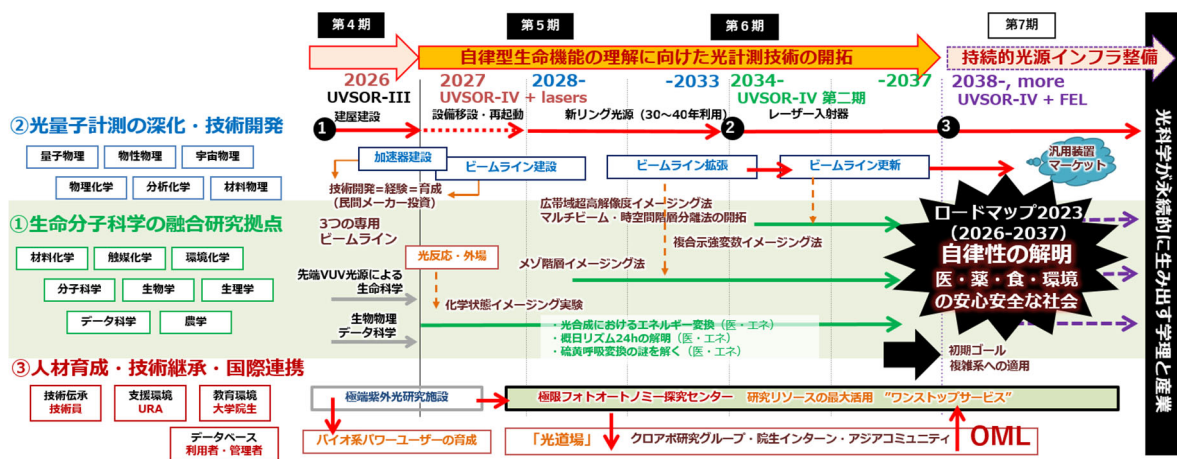 第４期
第５期
第６期
第7期
自律型生命機能の理解に向けた光計測技術の開拓
持続的光源インフラ整備
2026
2027
2028-
-2033
2034-
-2037
2038-, more
UVSOR-III
UVSOR-IV + lasers
UVSOR-IV 第二期
UVSOR-IV + FEL
建屋建設
設備移設・再起動
新リング光源（30～40年利用）
レーザー入射器
②光量子計測の深化・技術開発
1
2
3
量子物理
物性物理
宇宙物理
物理化学
分析化学
材料物理
加速器建設
ビームライン建設
ビームライン拡張
ビームライン更新
汎用装置
マーケット
技術開発＝経験＝育成
（民間メーカー投資）
広帯域超高解像度イメージング法
マルチビーム・時空間階層分離法の開拓
①生命分子科学の融合研究拠点
3つの専用
ビームライン
複合示強変数イメージング法
材料化学
触媒化学
環境化学
分子科学
生物学
生理学
データ科学
農学
光反応・外場
メゾ階層イメージング法
先端VUV光源による
生命科学
化学状態イメージング実験
生物物理
データ科学
・光合成におけるエネルギー変換（医・エネ）
・概日リズム24hの解明（医・エネ）
・硫黄呼吸変換の謎を解く（医・エネ）
ロードマップ2023
（2026-2037）
自律性の解明
医・薬・食・環境
の安心安全な社会
初期ゴール
複雑系への適用
③人材育成・技術継承・国際連携
技術伝承
技術員
支援環境
URA
教育環境
大学院生
データベース
利用者・管理者
極端紫外光研究施設
極限フォトオートノミー探究センター
研究リソースの最大活用 ”ワンストップサービス”
バイオ系パワーユーザーの育成
「光道場」
クロアポ研究グループ・院生インターン・アジアコミュニティ
OML
光科学が永続的に生み出す学理と産業